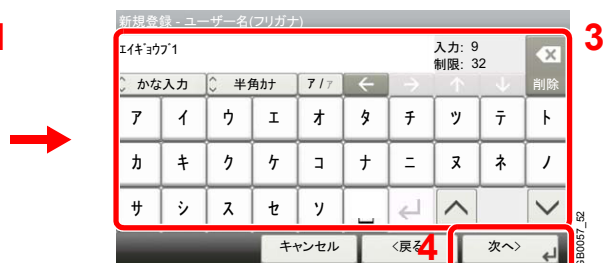 新規登録 - ユーザー名(フリガナ)
ｴｲｷﾞｮｳﾌﾞ1
入力: 9
制限: 32
3
かな入力 半角ｶﾅ ア/ァ ← → ↑ ↓ 削除
ア イ ウ エ オ タ チ ツ テ ト
カ キ ク ケ コ ナ ニ ヌ ネ ノ
サ シ ス セ ソ
キャンセル <戻る 4 次へ>
GB0057_52